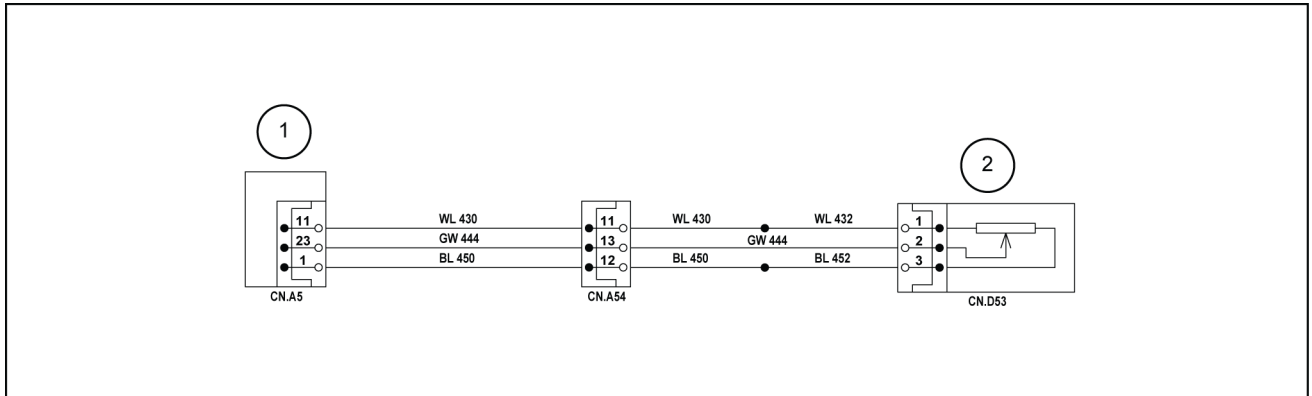 1
2
11 WL 430 11 WL 430 WL 432 1
23 GW 444 13 GW 444 2
1 BL 450 12 BL 450 BL 452 3
CN.A5 CN.A54 CN.D53